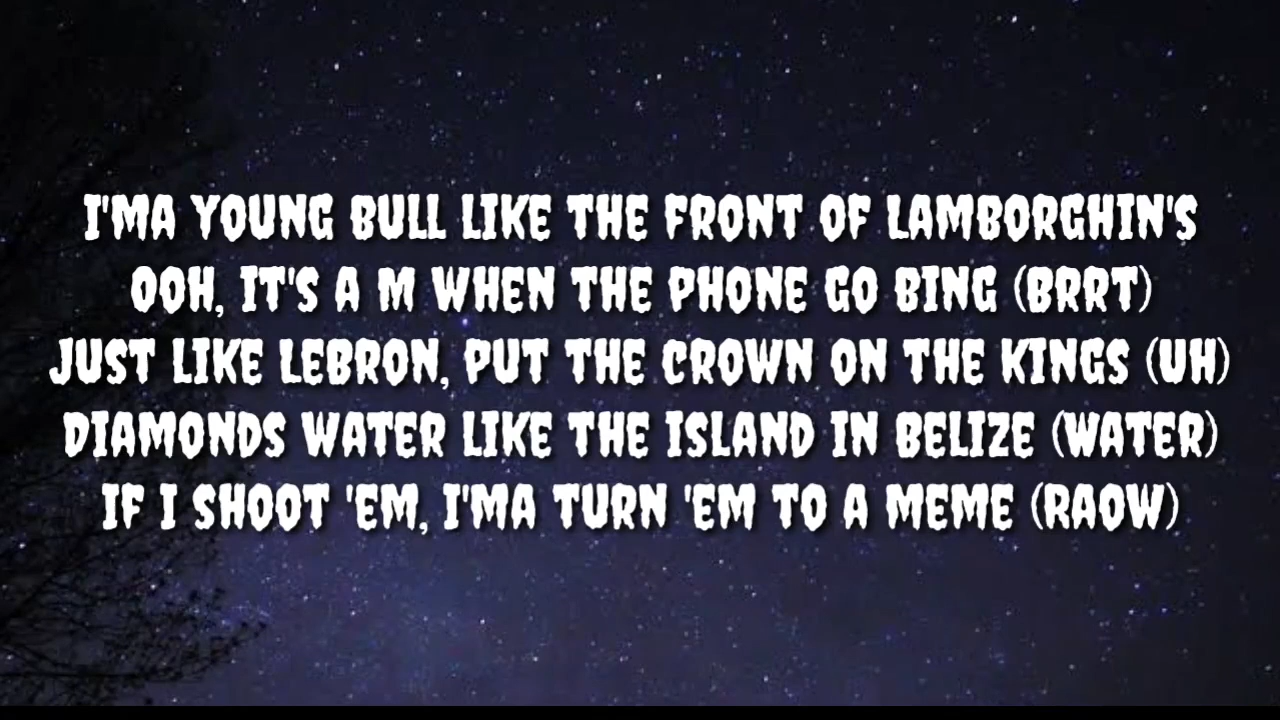 I'MA YOUNG BULL LIKE THE FRONT OF LAMBORGHIN'S
OOH, IT'S A M WHEN THE PHONE GO BING (BRRT)
JUST LIKE LEBRON, PUT THE CROWN ON THE KINGS (UH)
DIAMONDS WATER LIKE THE ISLAND IN BELIZE (WATER)
IF I SHOOT 'EM, I'MA TURN 'EM TO A MEME (RAOW)